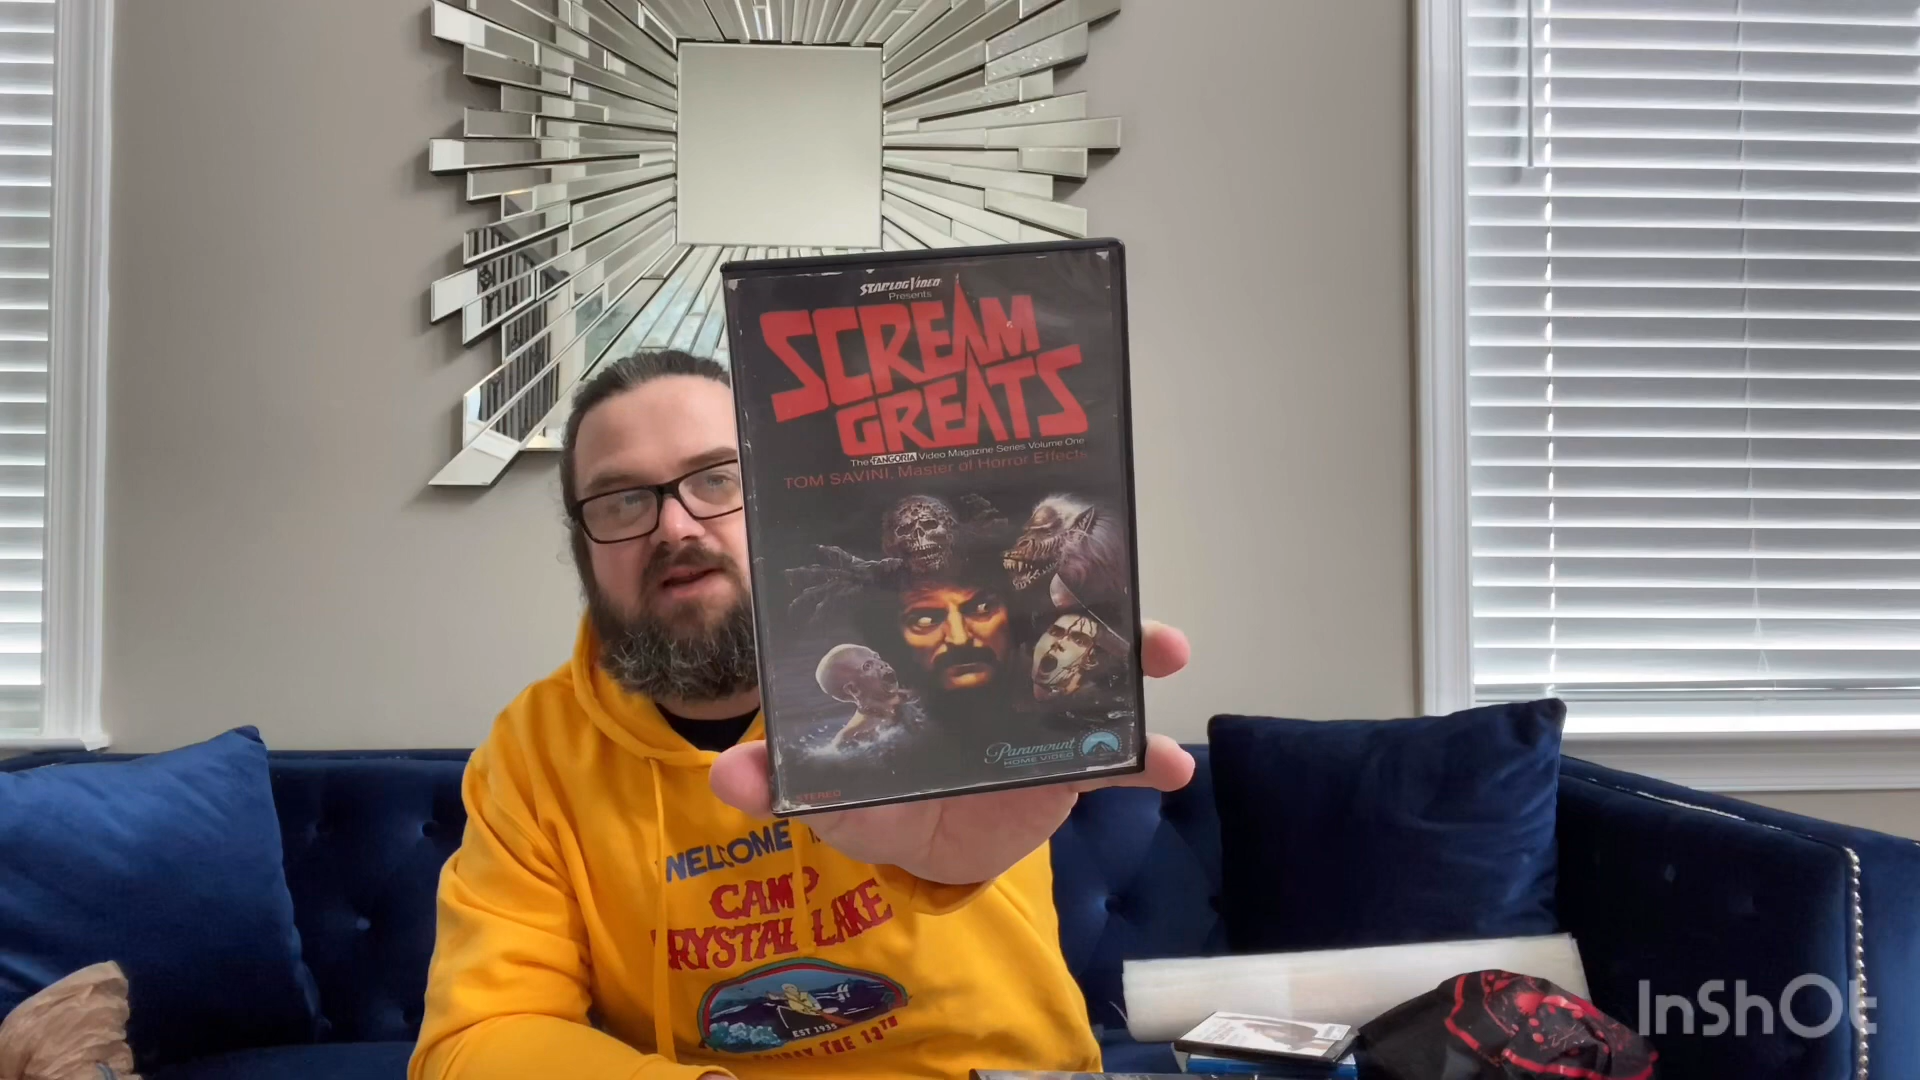 STARLOG VIDEO
Presents
SCREAM
GREATS
The FANGORIA Video Magazine Series Volume One
TOM SAVINI, Master of Horror Effects
Paramount
HOME VIDEO
STEREO
WELCOME
CAMP
CRYSTAL LAKE
EST 1935
FRIDAY THE 13TH
InShOt